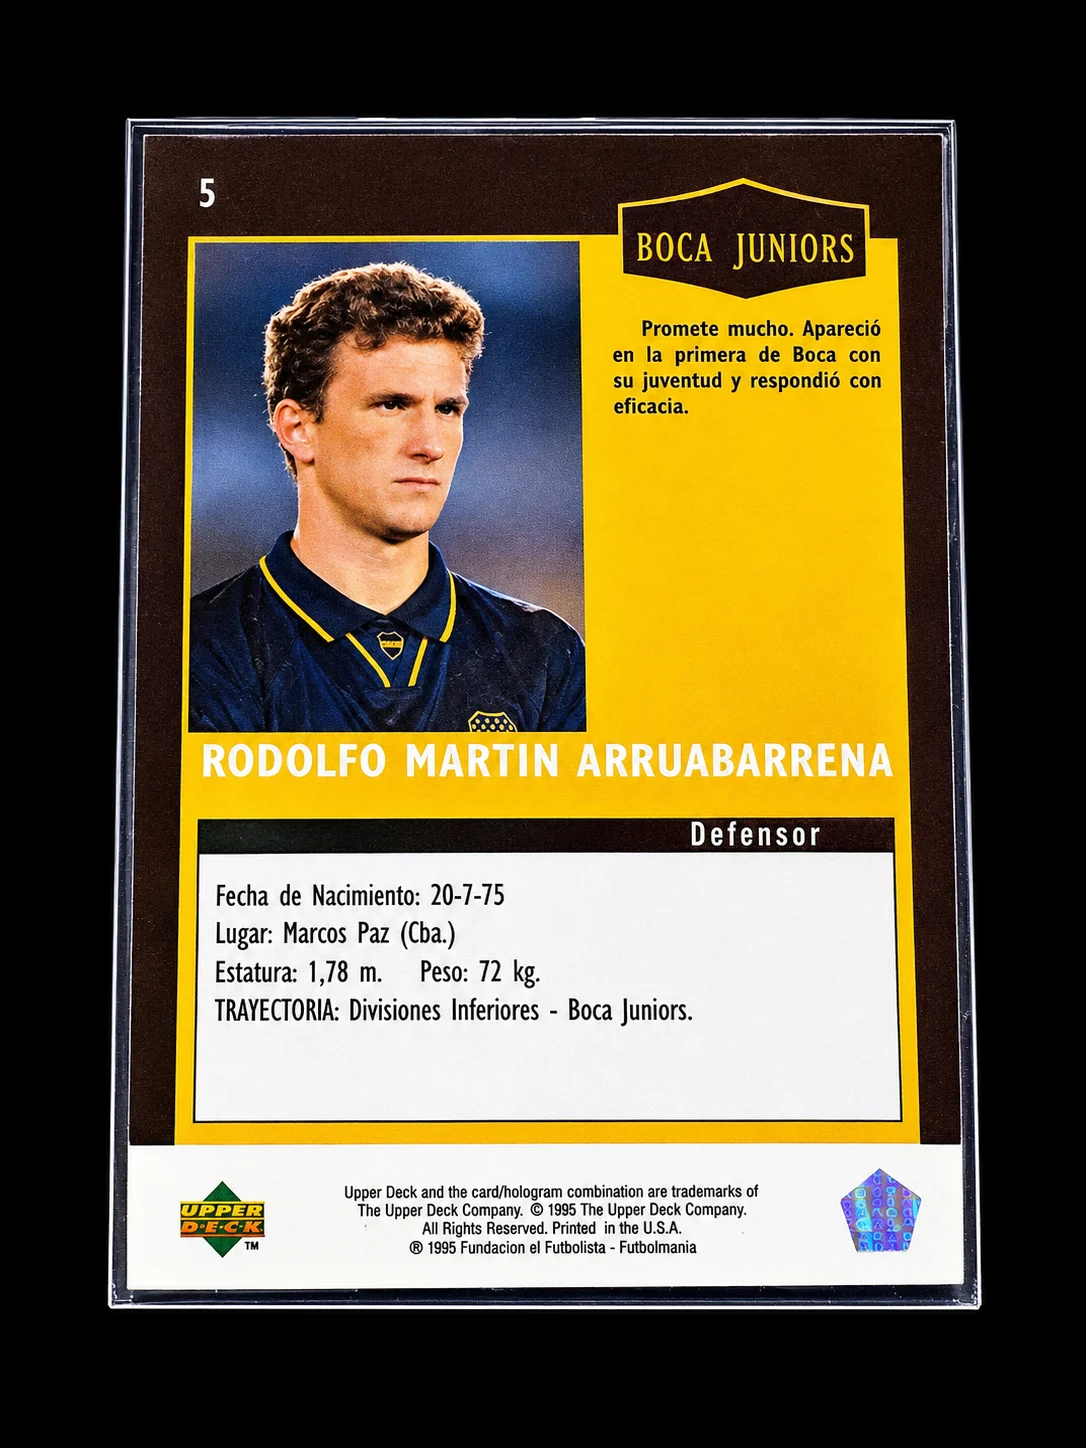 5
BOCA JUNIORS
Promete mucho. Apareció
en la primera de Boca con
su juventud y respondió con
eficacia.
RODOLFO MARTIN ARRUABARRENA
Defensor
Fecha de Nacimiento: 20-7-75
Lugar: Marcos Paz (Cba.)
Estatura: 1,78 m. Peso: 72 kg.
TRAYECTORIA: Divisiones Inferiores - Boca Juniors.
UPPER
D·E·C·K
TM
Upper Deck and the card/hologram combination are trademarks of
The Upper Deck Company. © 1995 The Upper Deck Company.
All Rights Reserved. Printed in the U.S.A.
® 1995 Fundacion el Futbolista - Futbolmania